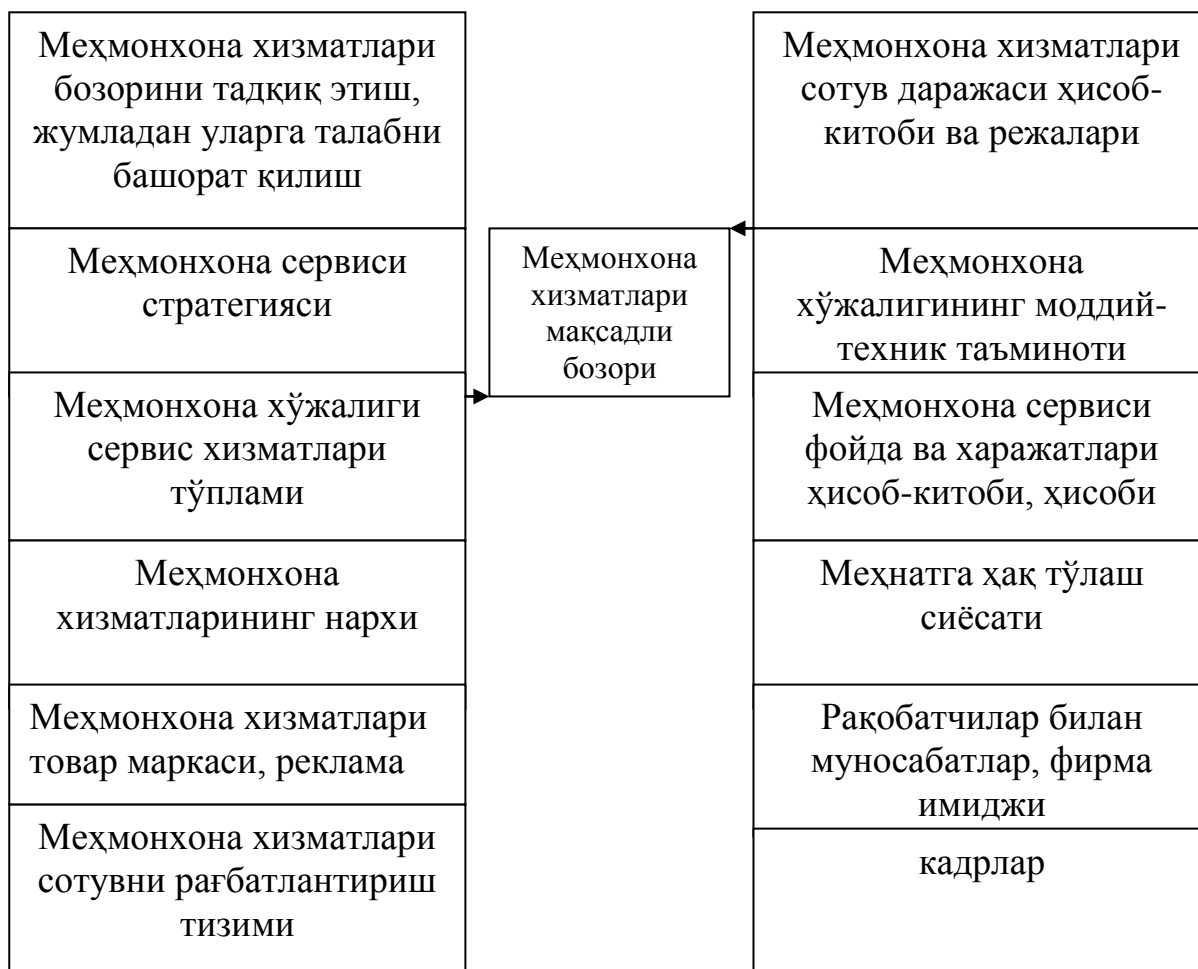 Меҳмонхона хизматлари
бозорини тадқиқ этиш,
жумладан уларга талабни
башорат қилиш
Меҳмонхона сервиси
стратегияси
Меҳмонхона хўжалиги
сервис хизматлари
тўплами
Меҳмонхона
хизматларининг нархи
Меҳмонхона хизматлари
товар маркаси, реклама
Меҳмонхона хизматлари
сотувни рағбатлантириш
тизими
Меҳмонхона
хизматлари
мақсадли
бозори
Меҳмонхона хизматлари
сотув даражаси ҳисоб-
китоби ва режалари
Меҳмонхона
хўжалигининг моддий-
техник таъминоти
Меҳмонхона сервиси
фойда ва харажатлари
ҳисоб-китоби, ҳисоби
Меҳнатга ҳақ тўлаш
сиёсати
Рақобатчилар билан
муносабатлар, фирма
имиджи
кадрлар